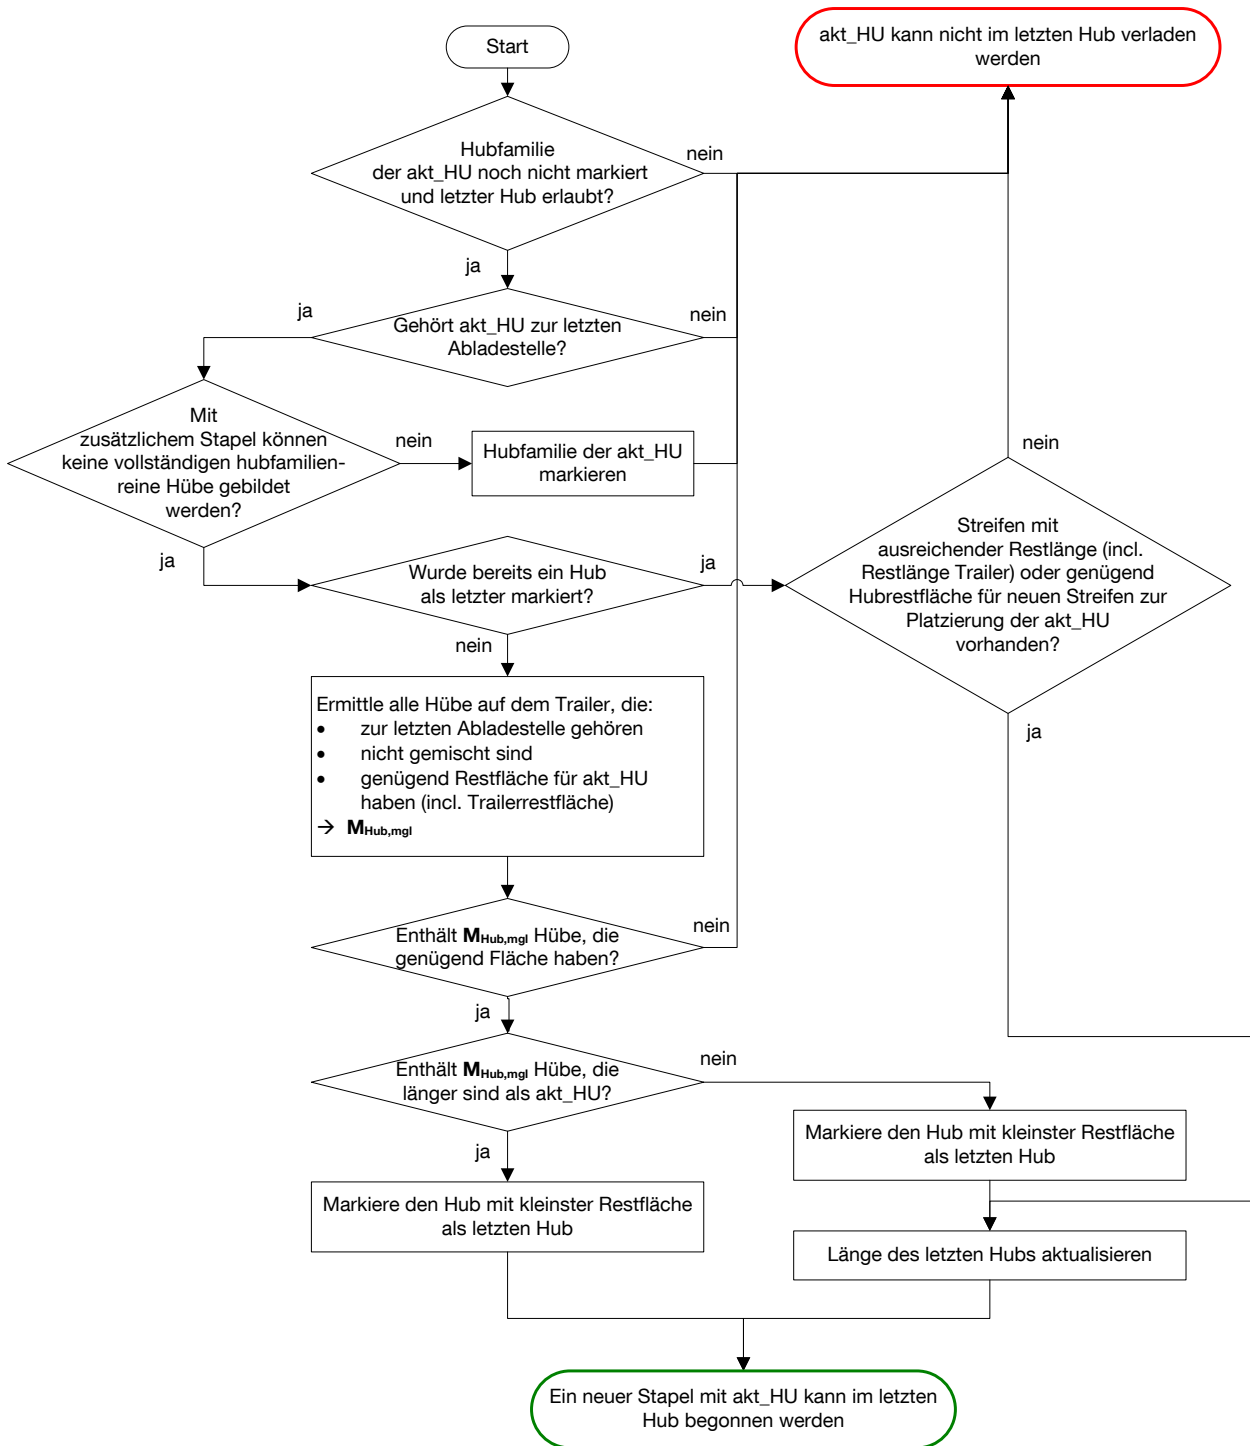 Start
akt_HU kann nicht im letzten Hub verladen
werden
Hubfamilie
der akt_HU noch nicht markiert
und letzter Hub erlaubt?
nein
ja
Gehört akt_HU zur letzten
Abladestelle?
ja
nein
Mit
zusätzlichem Stapel können
keine vollständigen hubfamilien-
reine Hübe gebildet
werden?
nein
Hubfamilie der akt_HU
markieren
ja
Wurde bereits ein Hub
als letzter markiert?
ja
nein
Streifen mit
ausreichender Restlänge (incl.
Restlänge Trailer) oder genügend
Hubrestfläche für neuen Streifen zur
Platzierung der akt_HU
vorhanden?
nein
ja
Ermittle alle Hübe auf dem Trailer, die:
• zur letzten Abladestelle gehören
• nicht gemischt sind
• genügend Restfläche für akt_HU
haben (incl. Trailerrestfläche)
→ MHub,mgl
Enthält MHub,mgl Hübe, die
genügend Fläche haben?
nein
ja
Enthält MHub,mgl Hübe, die
länger sind als akt_HU?
nein
ja
Markiere den Hub mit kleinster Restfläche
als letzten Hub
Markiere den Hub mit kleinster Restfläche
als letzten Hub
Länge des letzten Hubs aktualisieren
Ein neuer Stapel mit akt_HU kann im letzten
Hub begonnen werden